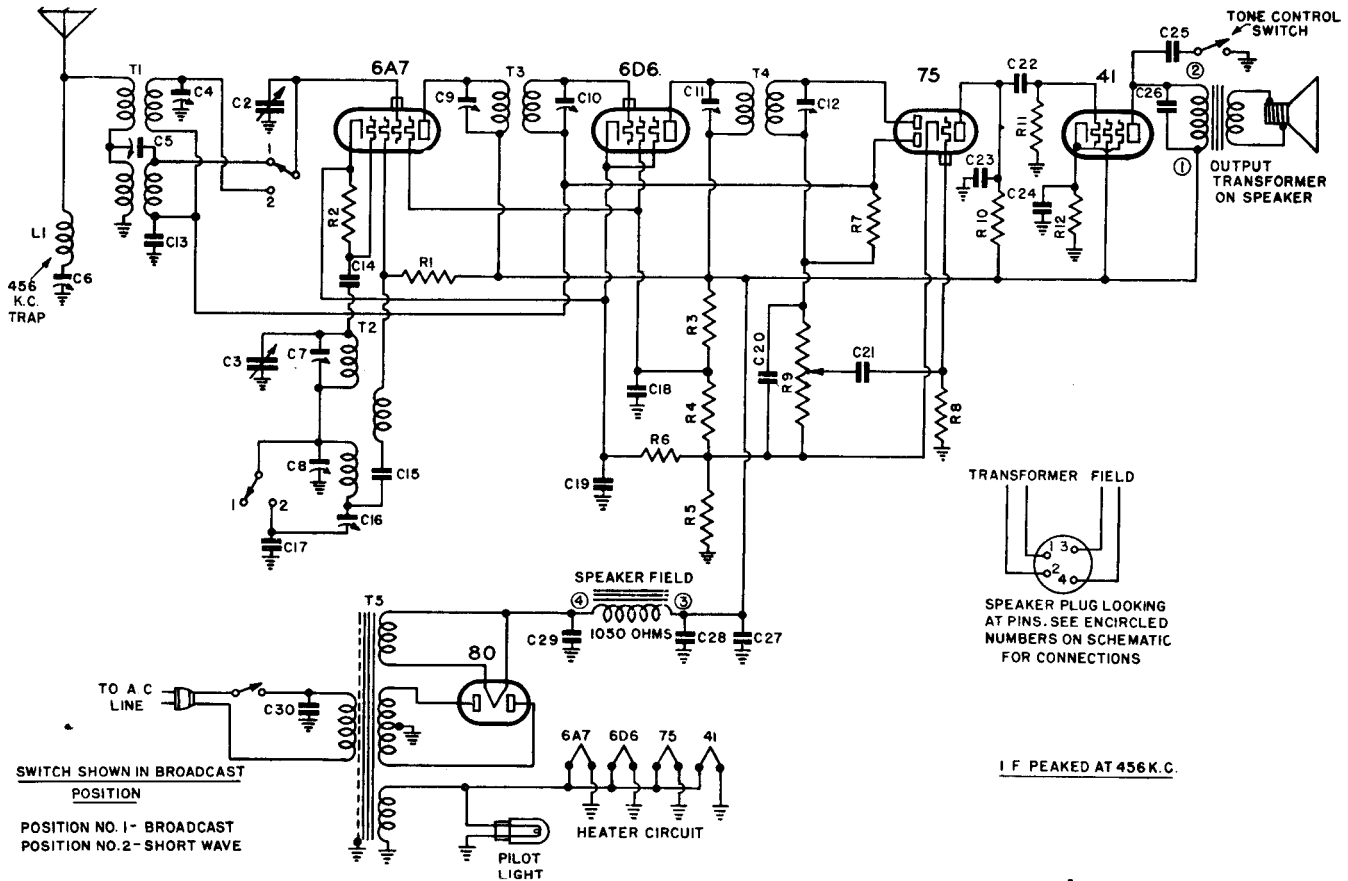 TONE CONTROL
SWITCH
C25
②
T1
C4
C2
6A7
C9
T3
C10
6D6.
C11
T4
C12
75
C22
R11
41
C26
①
OUTPUT
TRANSFORMER
ON SPEAKER
C5
1
2
C13
L1
C6
456
K.C.
TRAP
R2
C14
R1
C23
R10
C24
R12
R7
T2
C3
C7
R3
C20
R9
C21
C18
R4
R8
R6
C8
C15
C19
R5
1
2
C16
C17
TRANSFORMER FIELD
1
3
2
4
SPEAKER PLUG LOOKING
AT PINS. SEE ENCIRCLED
NUMBERS ON SCHEMATIC
FOR CONNECTIONS
SPEAKER FIELD
④
③
1050 OHMS
C29
C28
C27
T5
80
TO A C
LINE
C30
6A7
6D6
75
41
HEATER CIRCUIT
PILOT
LIGHT
I F PEAKED AT 456 K.C.
SWITCH SHOWN IN BROADCAST
POSITION
POSITION NO. 1- BROADCAST
POSITION NO. 2- SHORT WAVE